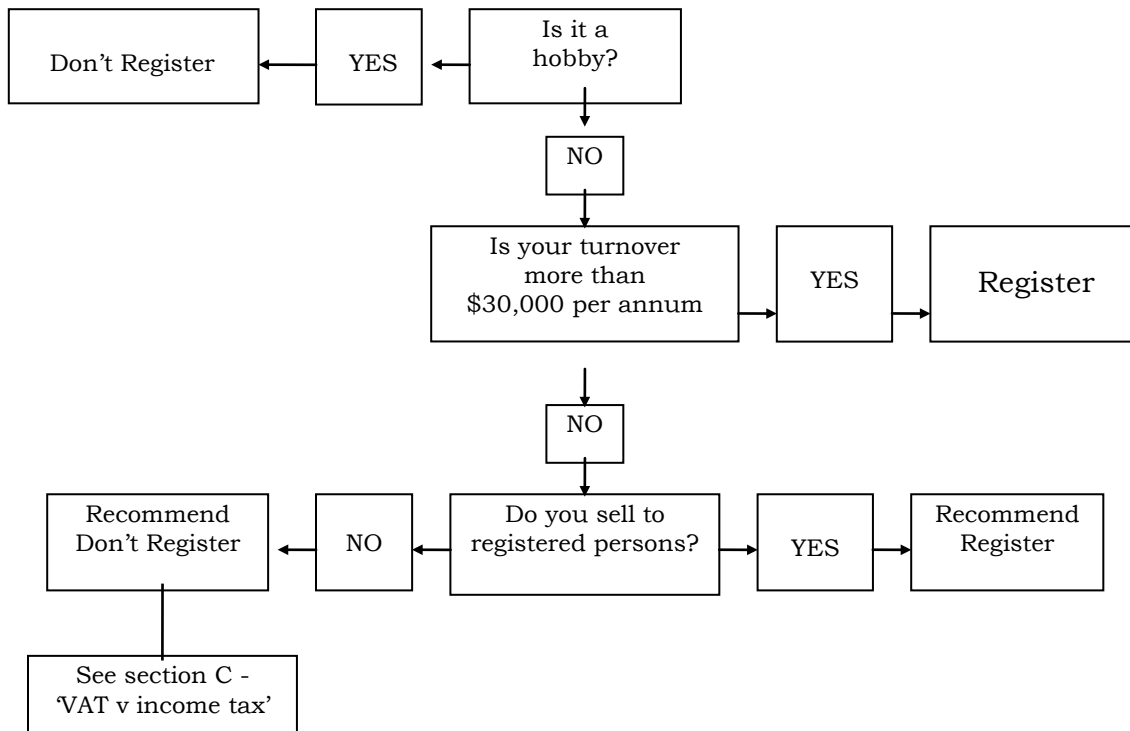 Is it a
hobby?
YES
Don’t Register
NO
Is your turnover
more than
$30,000 per annum
YES
Register
NO
Do you sell to
registered persons?
YES
Recommend
Register
NO
Recommend
Don’t Register
See section C -
‘VAT v income tax’